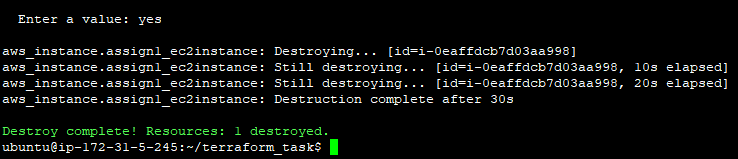 Enter a value: yes
aws_instance.assign1_ec2instance: Destroying... [id=i-0eaffdcb7d03aa998]
aws_instance.assign1_ec2instance: Still destroying... [id=i-0eaffdcb7d03aa998, 10s elapsed]
aws_instance.assign1_ec2instance: Still destroying... [id=i-0eaffdcb7d03aa998, 20s elapsed]
aws_instance.assign1_ec2instance: Destruction complete after 30s
Destroy complete! Resources: 1 destroyed.
ubuntu@ip-172-31-5-245:~/terraform_task$